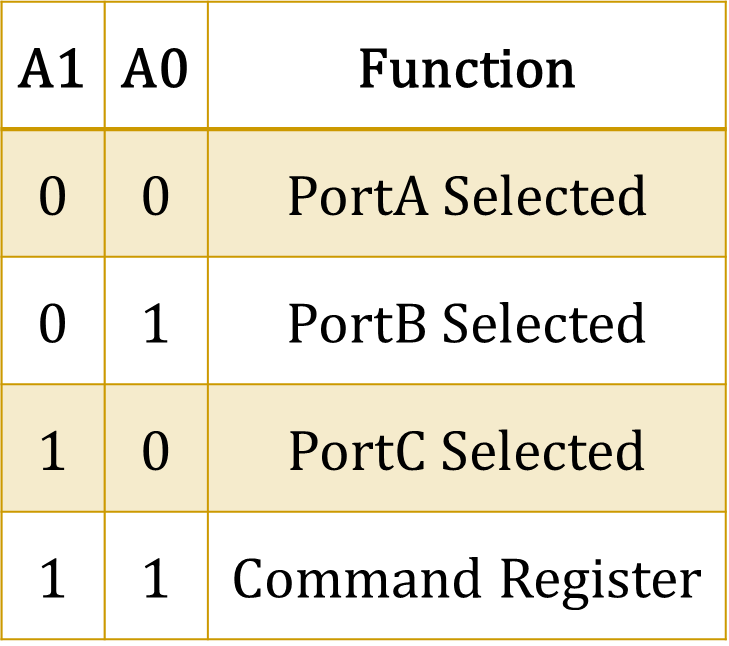 A1 A0 Function
0 0 PortA Selected
0 1 PortB Selected
1 0 PortC Selected
1 1 Command Register